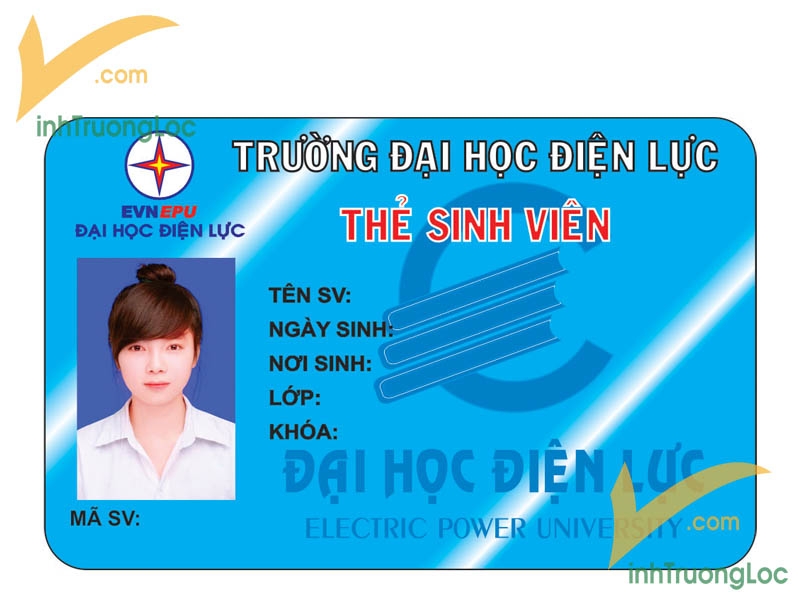 .com
inhTruongLoc
TRƯỜNG ĐẠI HỌC ĐIỆN LỰC
EVNEPU
ĐẠI HỌC ĐIỆN LỰC
THẺ SINH VIÊN
TÊN SV:
NGÀY SINH:
NƠI SINH:
LỚP:
KHÓA:
ĐẠI HỌC ĐIỆN LỰC
MÃ SV:
ELECTRIC POWER UNIVERSITY
.com
inhTruongLoc